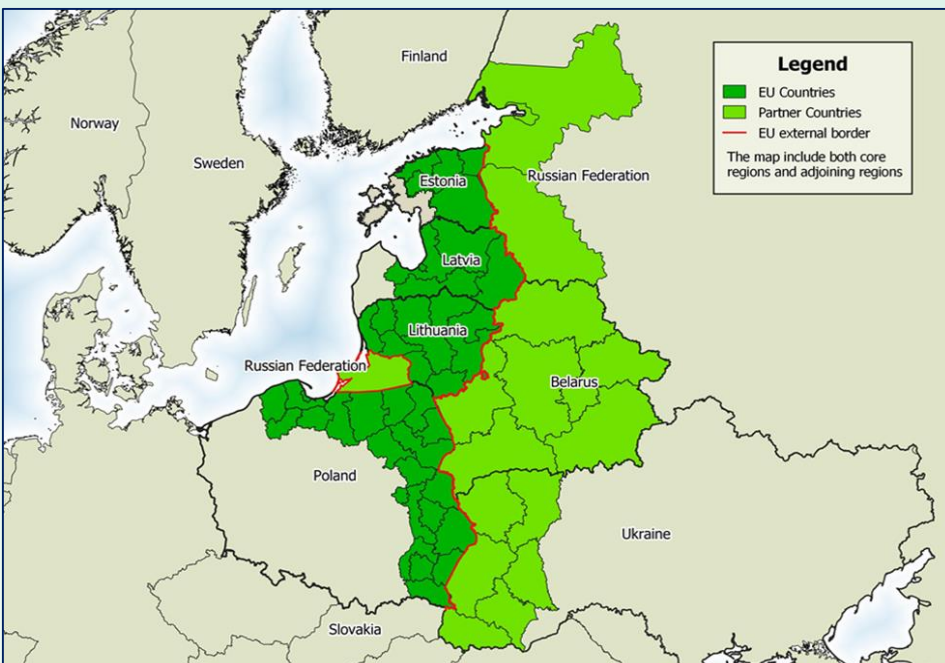 Finland
Norway
Sweden
Estonia
Russian Federation
Latvia
Lithuania
Russian Federation
Belarus
Poland
Ukraine
Slovakia
Legend
EU Countries
Partner Countries
EU external border
The map include both core
regions and adjoining regions